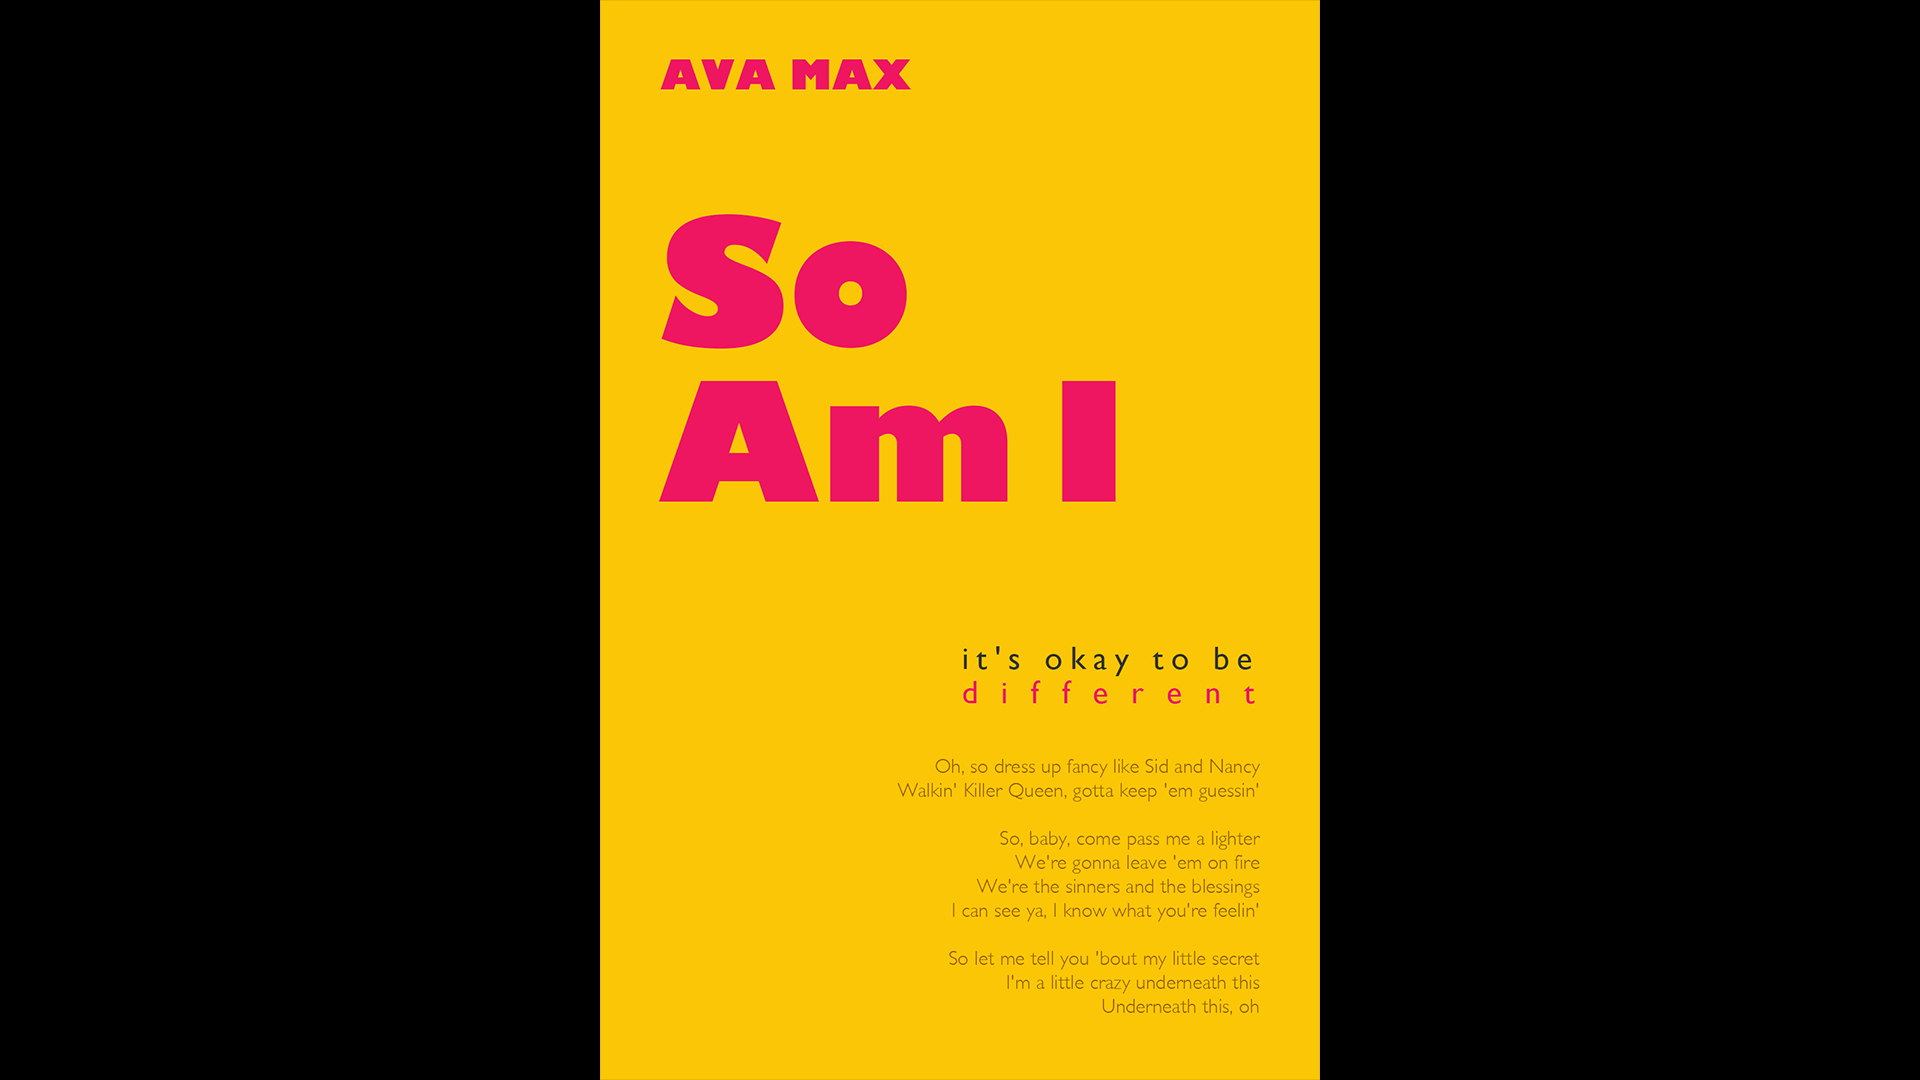 AVA MAX
So
Am I
it's okay to be
different
Oh, so dress up fancy like Sid and Nancy
Walkin' Killer Queen, gotta keep 'em guessin'
So, baby, come pass me a lighter
We're gonna leave 'em on fire
We're the sinners and the blessings
I can see ya, I know what you're feelin'
So let me tell you 'bout my little secret
I'm a little crazy underneath this
Underneath this, oh